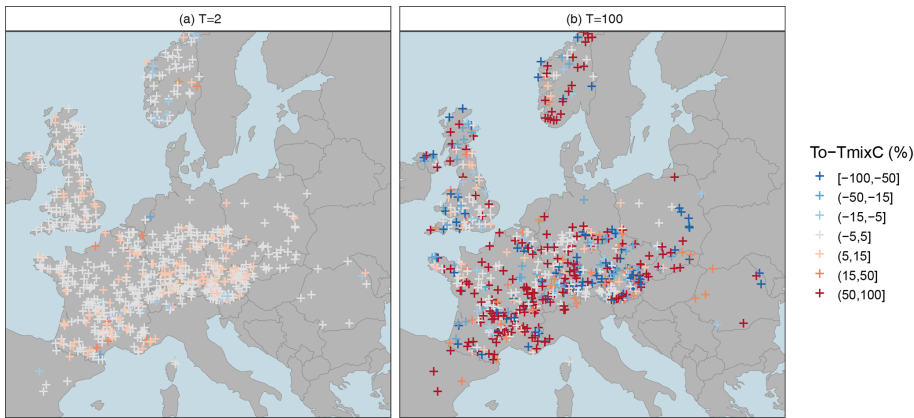 (a) T=2
(b) T=100
To−TmixC (%)
[−100,−50]
(−50,−15]
(−15,−5]
(−5,5]
(5,15]
(15,50]
(50,100]